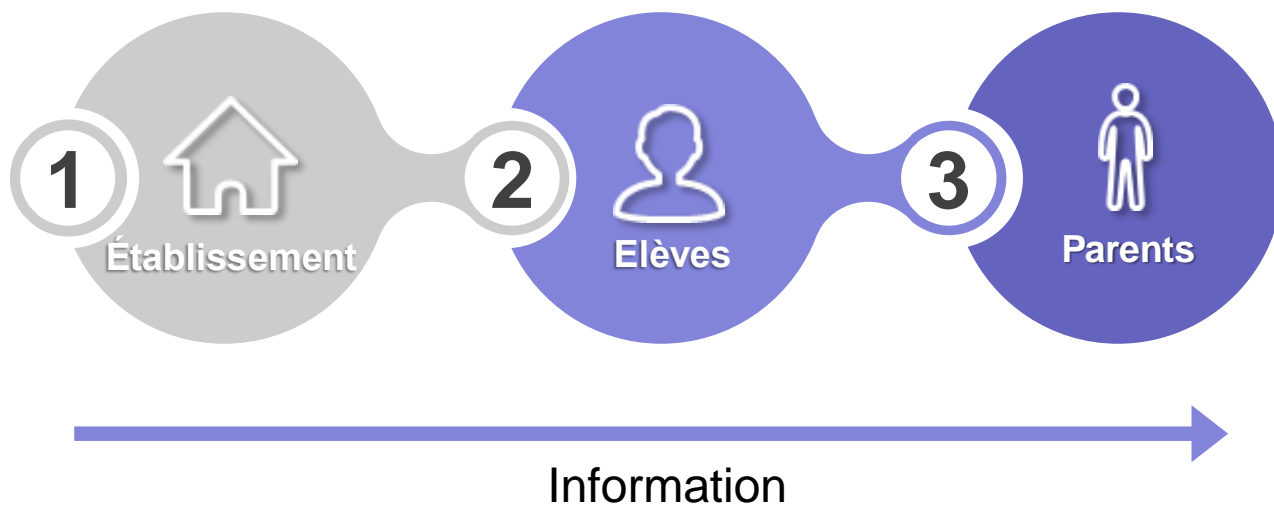 1
Établissement
2
Elèves
3
Parents
Information